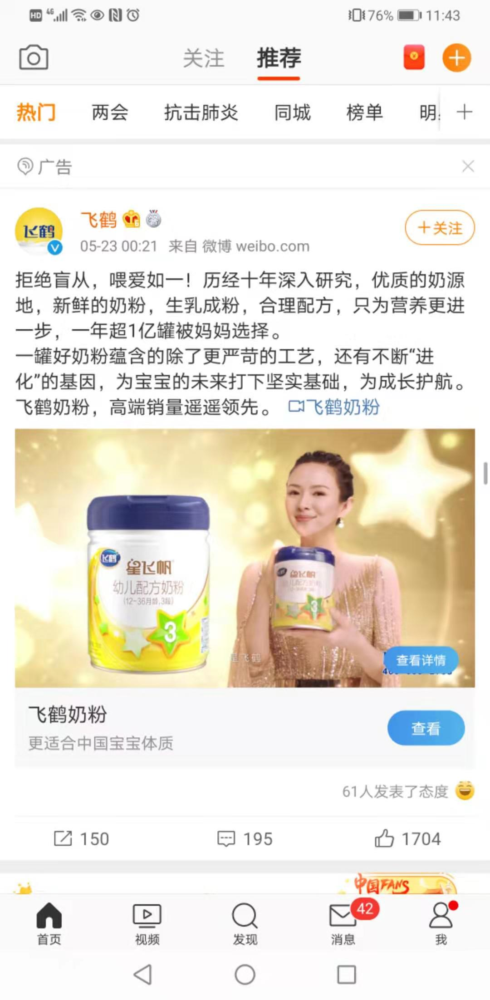 HD 4G 76% 11:43
关注 推荐
热门 两会 抗击肺炎 同城 榜单 明
广告
飞鹤
飞鹤
05-23 00:21 来自 微博 weibo.com
+关注
拒绝盲从，喂爱如一！历经十年深入研究，优质的奶源
地，新鲜的奶粉，生乳成粉，合理配方，只为营养更进
一步，一年超1亿罐被妈妈选择。
一罐好奶粉蕴含的除了更严苛的工艺，还有不断“进
化”的基因，为宝宝的未来打下坚实基础，为成长护航。
飞鹤奶粉，高端销量遥遥领先。 飞鹤奶粉
飞鹤
星飞帆
幼儿配方奶粉
(12-36月龄,3段)
3
星飞帆
幼儿配方奶粉
3
星飞鹤
查看详情
飞鹤奶粉
更适合中国宝宝体质
查看
61人发表了态度
150 195 1704
中国FANS
42
首页 视频 发现 消息 我